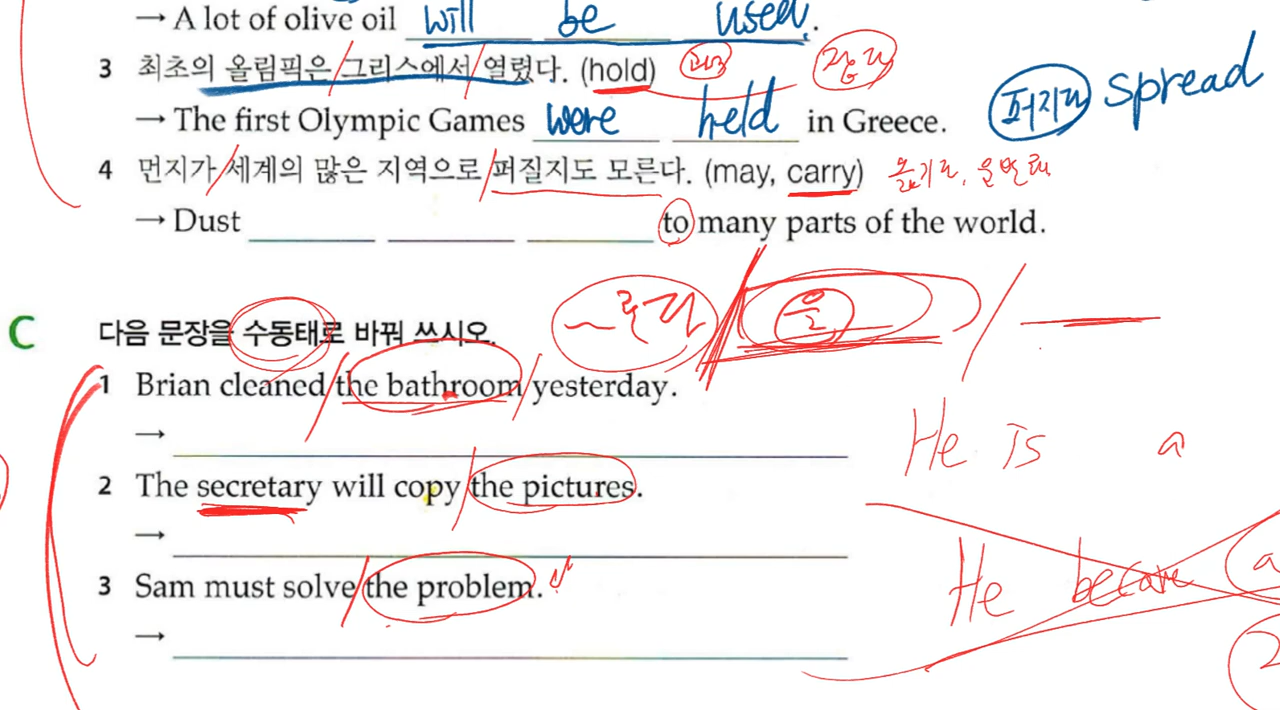 → A lot of olive oil will be used.
3 최초의 올림픽은 그리스에서 열렸다. (hold)
→ The first Olympic Games were held in Greece.
퍼지다 spread
4 먼지가 세계의 많은 지역으로 퍼질지도 모른다. (may, carry) 옮기다, 운반하다
→ Dust ____ ____ ____ to many parts of the world.
C 다음 문장을 수동태로 바꿔 쓰시오.
을
1 Brian cleaned the bathroom yesterday.
→
He is a
2 The secretary will copy the pictures.
→
He became a
3 Sam must solve the problem.
→
2